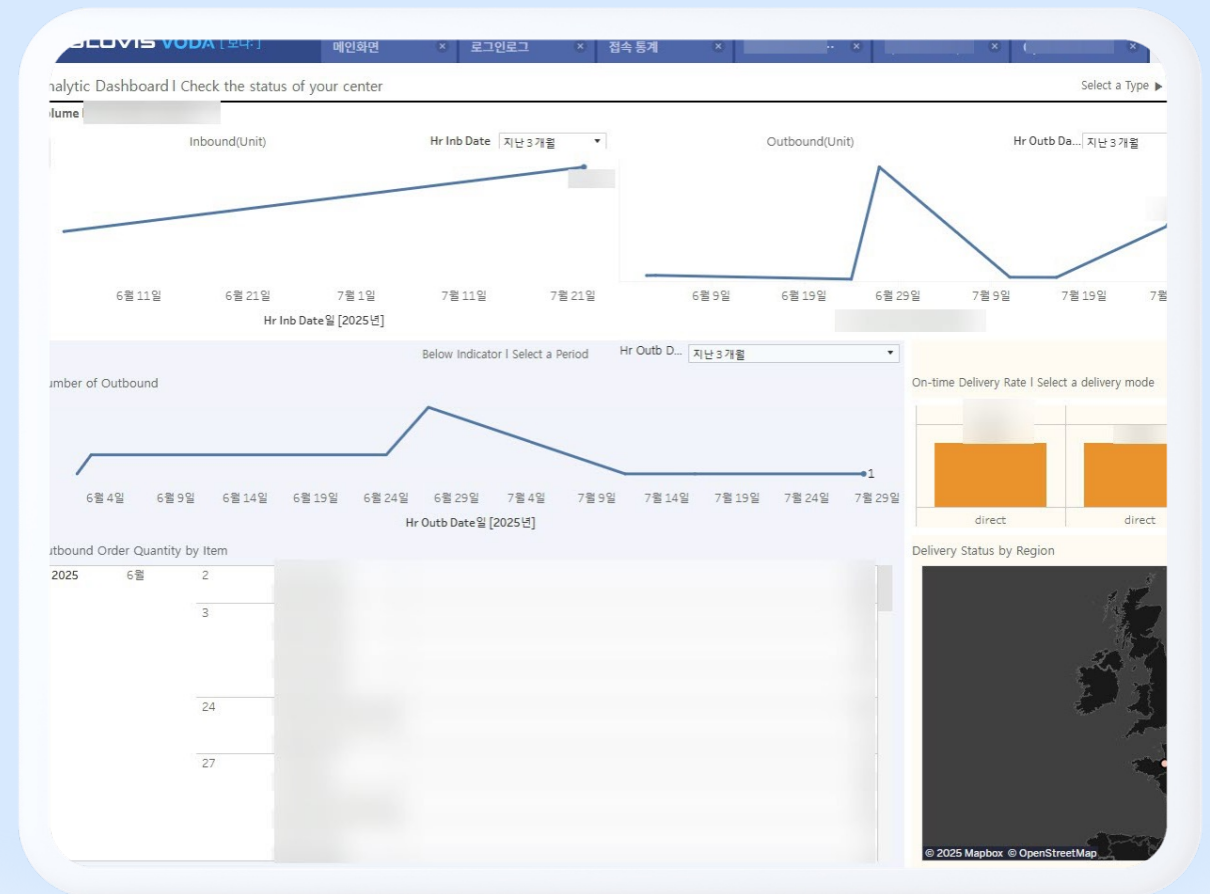 GLOVIS VODA [ 보다: ]
메인화면 × 로그인로그 × 접속 통계 × ·· × × ×
nalytic Dashboard I Check the status of your center
Select a Type ▶
lume
Inbound(Unit)
Hr Inb Date 지난 3개월
Outbound(Unit)
Hr Outb Da... 지난 3개월
6월 11일 6월 21일 7월 1일 7월 11일 7월 21일
6월 9일 6월 19일 6월 29일 7월 9일 7월 19일 7월
Hr Inb Date일 [2025년]
Below Indicator I Select a Period Hr Outb D... 지난 3개월
umber of Outbound
On-time Delivery Rate I Select a delivery mode
1
6월 4일 6월 9일 6월 14일 6월 19일 6월 24일 6월 29일 7월 4일 7월 9일 7월 14일 7월 19일 7월 24일 7월 29일
direct direct
Hr Outb Date일 [2025년]
utbound Order Quantity by Item
Delivery Status by Region
2025 6월 2
3
24
27
© 2025 Mapbox © OpenStreetMap